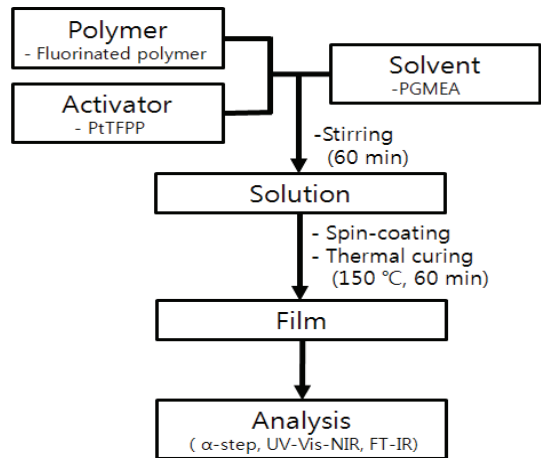 Polymer
- Fluorinated polymer
Activator
- PtTFPP
Solvent
-PGMEA
-Stirring
(60 min)
Solution
- Spin-coating
- Thermal curing
(150 ℃, 60 min)
Film
Analysis
( α-step, UV-Vis-NIR, FT-IR)